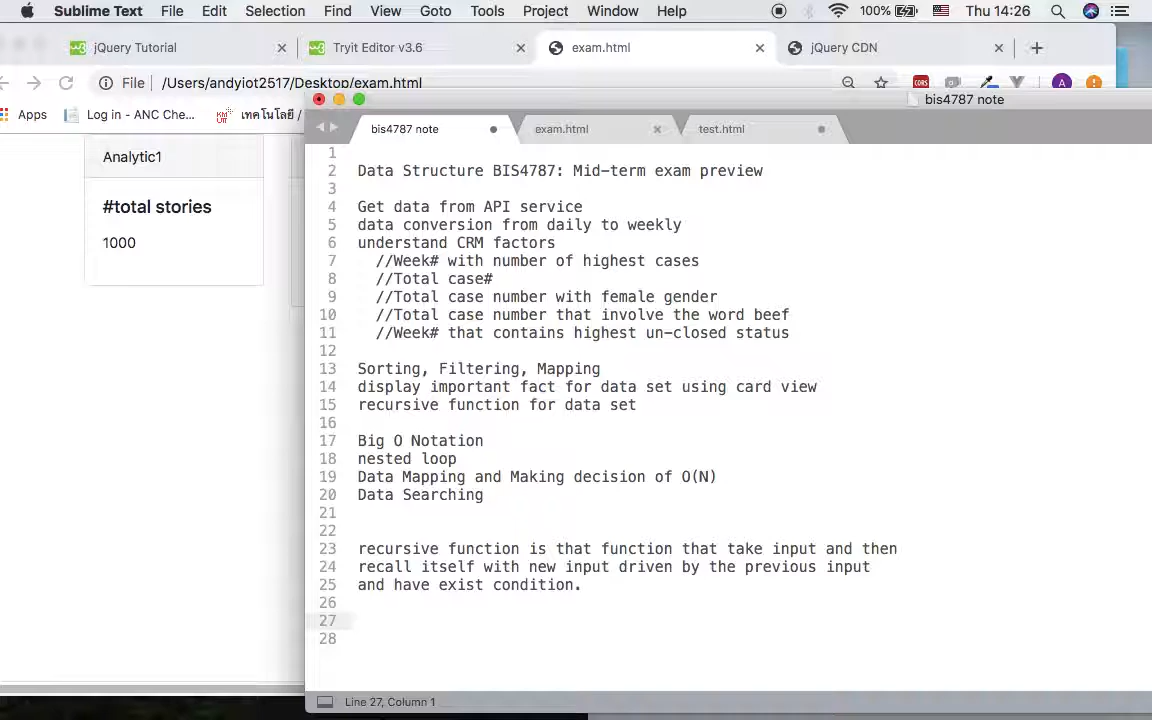 Sublime Text File Edit Selection Find View Goto Tools Project Window Help 100% Thu 14:26
jQuery Tutorial Tryit Editor v3.6 exam.html jQuery CDN
File /Users/andyiot2517/Desktop/exam.html CORS A
Apps Log in - ANC Che... เทคโนโลยี /
bis4787 note
bis4787 note exam.html test.html
Analytic1
#total stories
1000
1
2 Data Structure BIS4787: Mid-term exam preview
3
4 Get data from API service
5 data conversion from daily to weekly
6 understand CRM factors
7 //Week# with number of highest cases
8 //Total case#
9 //Total case number with female gender
10 //Total case number that involve the word beef
11 //Week# that contains highest un-closed status
12
13 Sorting, Filtering, Mapping
14 display important fact for data set using card view
15 recursive function for data set
16
17 Big O Notation
18 nested loop
19 Data Mapping and Making decision of O(N)
20 Data Searching
21
22
23 recursive function is that function that take input and then
24 recall itself with new input driven by the previous input
25 and have exist condition.
26
27
28
Line 27, Column 1